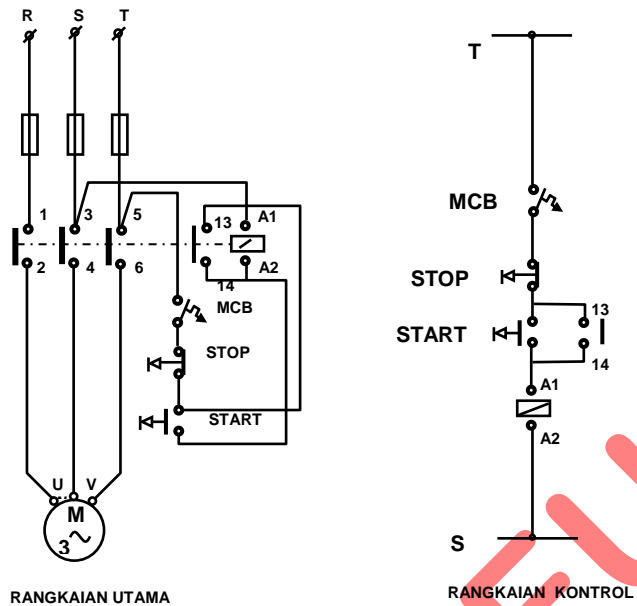 R S T
1 3 5
13 A1
2 4 6
14 A2
MCB
STOP
START
U V
M
3
RANGKAIAN UTAMA
T
MCB
STOP
START
13
14
A1
A2
S
RANGKAIAN KONTROL